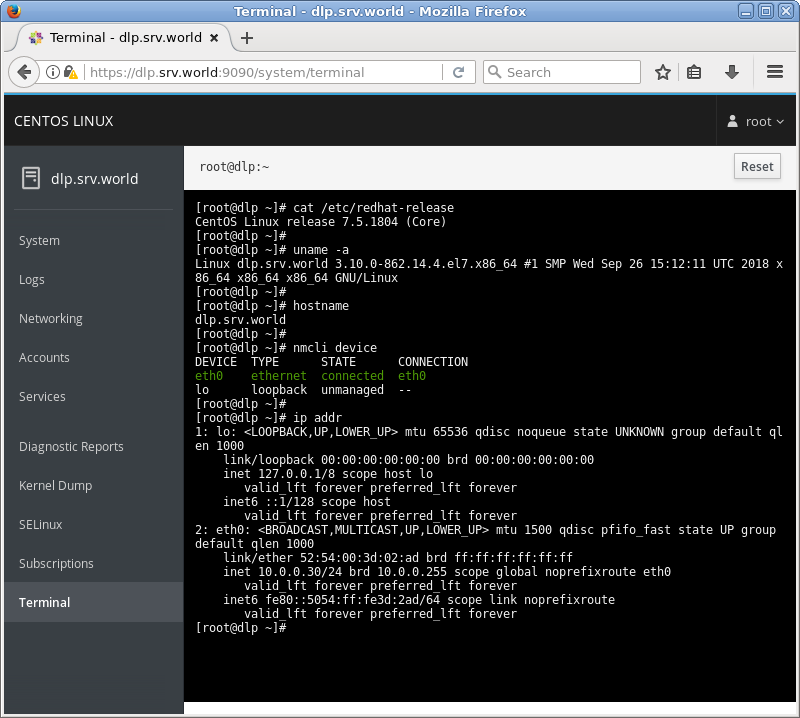 Terminal - dlp.srv.world - Mozilla Firefox
Terminal - dlp.srv.world
https://dlp.srv.world:9090/system/terminal
Search
CENTOS LINUX
root
dlp.srv.world
System
Logs
Networking
Accounts
Services
Diagnostic Reports
Kernel Dump
SELinux
Subscriptions
Terminal
root@dlp:~
Reset
[root@dlp ~]# cat /etc/redhat-release
CentOS Linux release 7.5.1804 (Core)
[root@dlp ~]#
[root@dlp ~]# uname -a
Linux dlp.srv.world 3.10.0-862.14.4.el7.x86_64 #1 SMP Wed Sep 26 15:12:11 UTC 2018 x
86_64 x86_64 x86_64 GNU/Linux
[root@dlp ~]#
[root@dlp ~]# hostname
dlp.srv.world
[root@dlp ~]#
[root@dlp ~]# nmcli device
DEVICE  TYPE      STATE      CONNECTION
eth0    ethernet  connected  eth0
lo      loopback  unmanaged  --
[root@dlp ~]#
[root@dlp ~]# ip addr
1: lo: <LOOPBACK,UP,LOWER_UP> mtu 65536 qdisc noqueue state UNKNOWN group default ql
en 1000
    link/loopback 00:00:00:00:00:00 brd 00:00:00:00:00:00
    inet 127.0.0.1/8 scope host lo
       valid_lft forever preferred_lft forever
    inet6 ::1/128 scope host
       valid_lft forever preferred_lft forever
2: eth0: <BROADCAST,MULTICAST,UP,LOWER_UP> mtu 1500 qdisc pfifo_fast state UP group
default qlen 1000
    link/ether 52:54:00:3d:02:ad brd ff:ff:ff:ff:ff:ff
    inet 10.0.0.30/24 brd 10.0.0.255 scope global noprefixroute eth0
       valid_lft forever preferred_lft forever
    inet6 fe80::5054:ff:fe3d:2ad/64 scope link noprefixroute
       valid_lft forever preferred_lft forever
[root@dlp ~]#